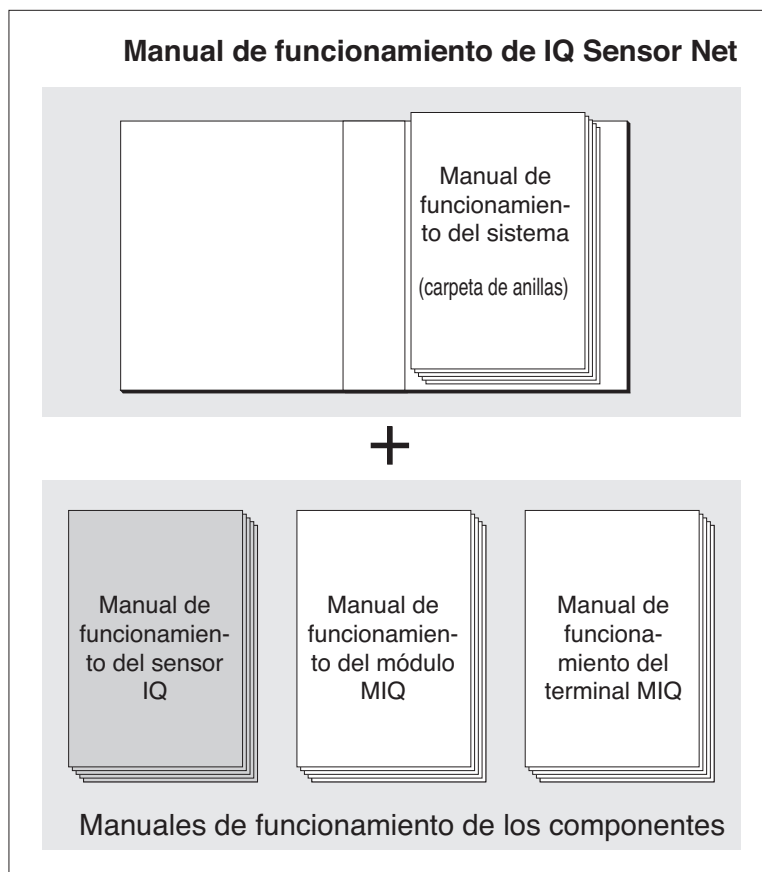 Manual de funcionamiento de IQ Sensor Net
Manual de
funcionamien-
to del sistema
(carpeta de anillas)
+
Manual de
funcionamien-
to del sensor
IQ
Manual de
funcionamien-
to del módulo
MIQ
Manual de
funciona-
miento del
terminal MIQ
Manuales de funcionamiento de los componentes